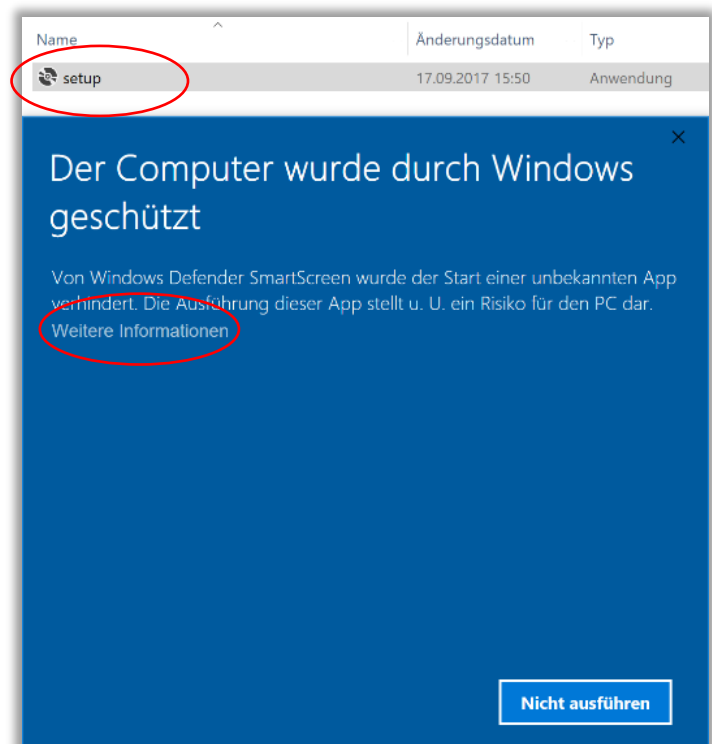 Name Änderungsdatum Typ
setup 17.09.2017 15:50 Anwendung
Der Computer wurde durch Windows
geschützt
Von Windows Defender SmartScreen wurde der Start einer unbekannten App
verhindert. Die Ausführung dieser App stellt u. U. ein Risiko für den PC dar.
Weitere Informationen
Nicht ausführen